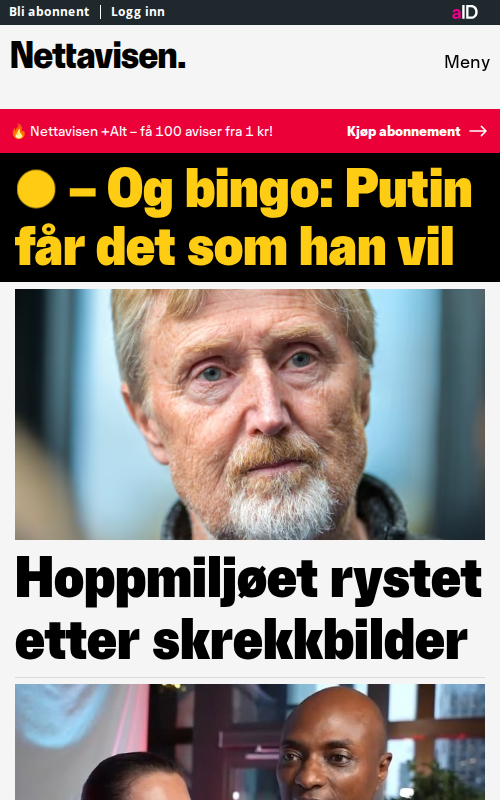 Bli abonnent | Logg inn
aID
Nettavisen.
Meny
🔥 Nettavisen +Alt – få 100 aviser fra 1 kr!
Kjøp abonnement →
– Og bingo: Putin
får det som han vil
Hoppmiljøet rystet
etter skrekkbilder